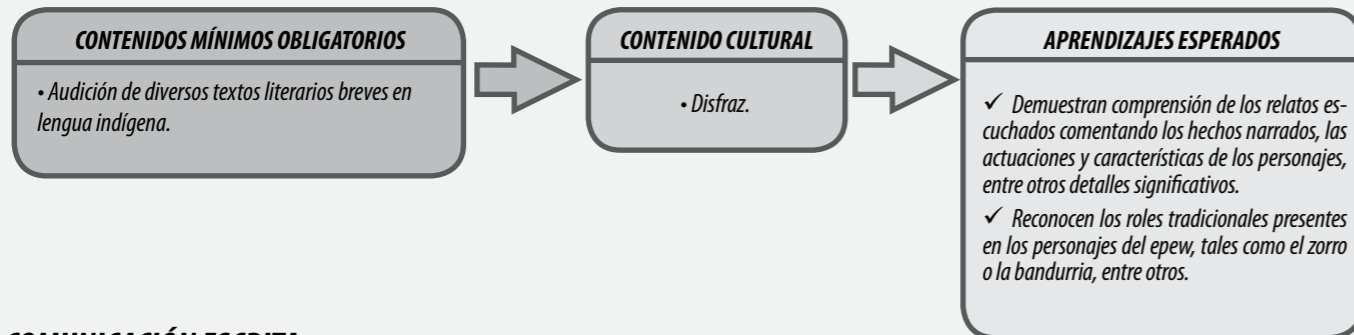 CONTENIDOS MÍNIMOS OBLIGATORIOS
• Audición de diversos textos literarios breves en
lengua indígena.
CONTENIDO CULTURAL
• Disfraz.
APRENDIZAJES ESPERADOS
✓ Demuestran comprensión de los relatos es-
cuchados comentando los hechos narrados, las
actuaciones y características de los personajes,
entre otros detalles significativos.
✓ Reconocen los roles tradicionales presentes
en los personajes del epew, tales como el zorro
o la bandurria, entre otros.